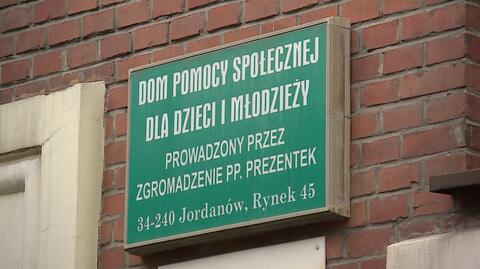 DOM POMOCY SPOŁECZNEJ
DLA DZIECI I MŁODZIEŻY
PROWADZONY PRZEZ
ZGROMADZENIE PP. PREZENTEK
34-240 Jordanów, Rynek 45